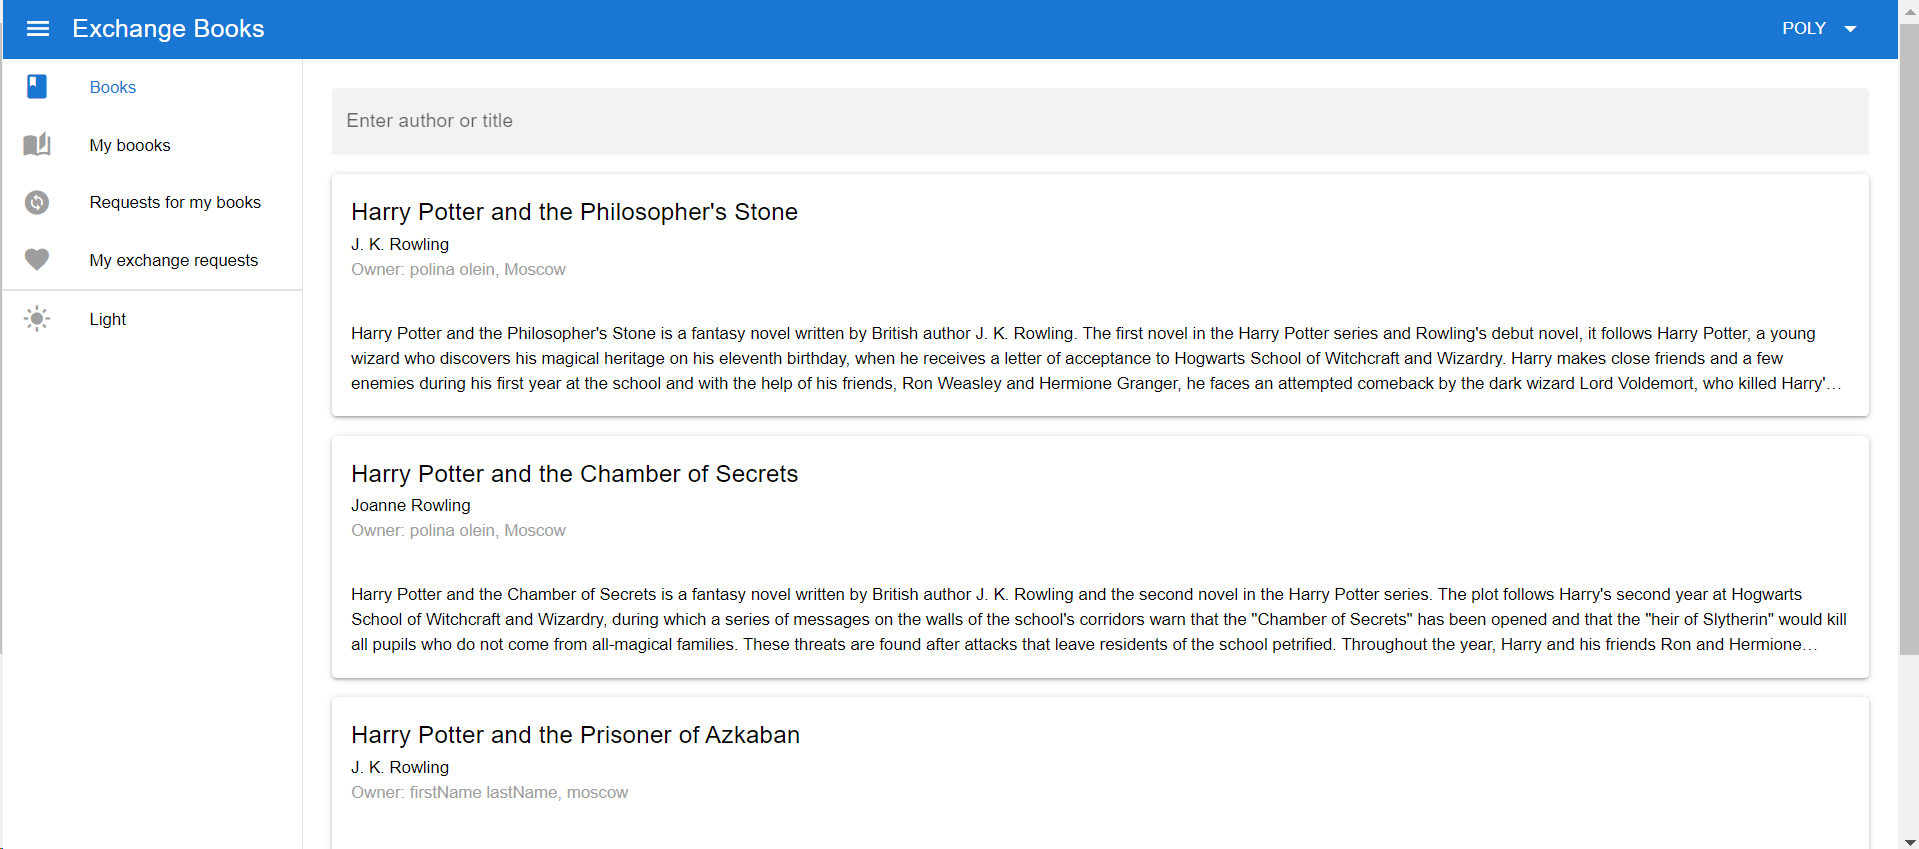 Exchange Books
POLY
Books
My boooks
Requests for my books
My exchange requests
Light
Enter author or title
Harry Potter and the Philosopher's Stone
J. K. Rowling
Owner: polina olein, Moscow
Harry Potter and the Philosopher's Stone is a fantasy novel written by British author J. K. Rowling. The first novel in the Harry Potter series and Rowling's debut novel, it follows Harry Potter, a young
wizard who discovers his magical heritage on his eleventh birthday, when he receives a letter of acceptance to Hogwarts School of Witchcraft and Wizardry. Harry makes close friends and a few
enemies during his first year at the school and with the help of his friends, Ron Weasley and Hermione Granger, he faces an attempted comeback by the dark wizard Lord Voldemort, who killed Harry'…
Harry Potter and the Chamber of Secrets
Joanne Rowling
Owner: polina olein, Moscow
Harry Potter and the Chamber of Secrets is a fantasy novel written by British author J. K. Rowling and the second novel in the Harry Potter series. The plot follows Harry's second year at Hogwarts
School of Witchcraft and Wizardry, during which a series of messages on the walls of the school's corridors warn that the "Chamber of Secrets" has been opened and that the "heir of Slytherin" would kill
all pupils who do not come from all-magical families. These threats are found after attacks that leave residents of the school petrified. Throughout the year, Harry and his friends Ron and Hermione…
Harry Potter and the Prisoner of Azkaban
J. K. Rowling
Owner: firstName lastName, moscow